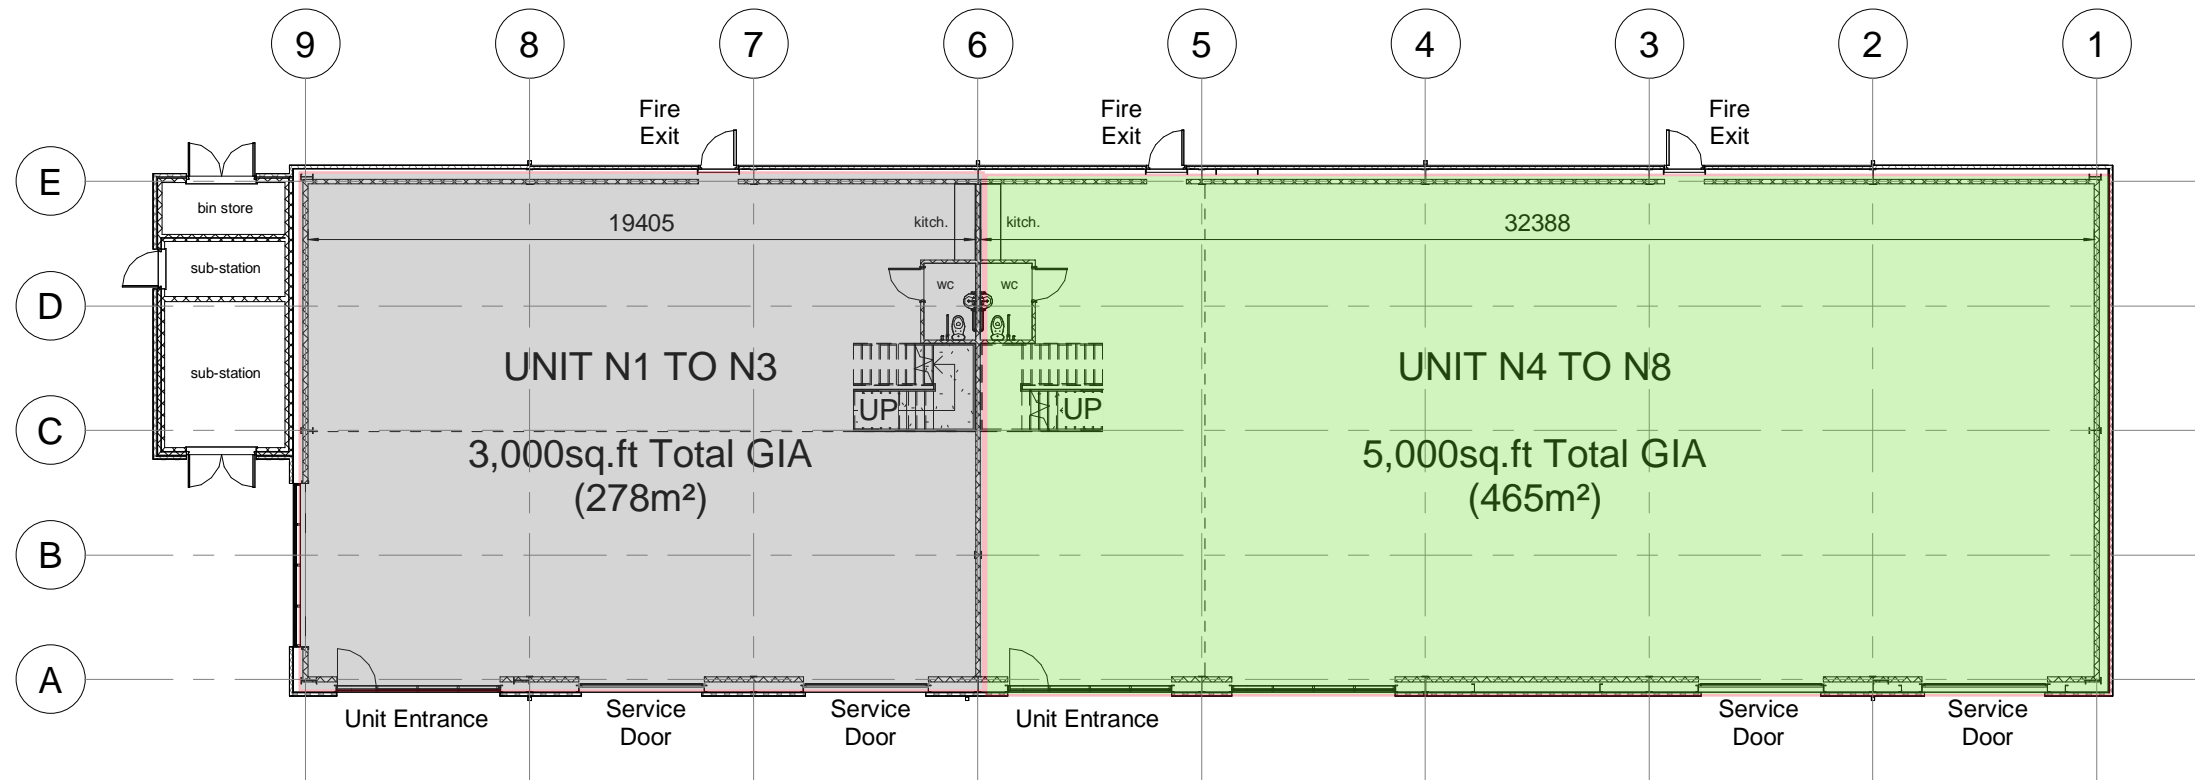 9 8 7 6 5 4 3 2 1
Fire
Exit
Fire
Exit
Fire
Exit
E
bin store
19405
kitch.
kitch.
32388
sub-station
D
wc
wc
UNIT N1 TO N3
UNIT N4 TO N8
sub-station
UP
UP
C
3,000sq.ft Total GIA
(278m²)
5,000sq.ft Total GIA
(465m²)
B
A
Unit Entrance
Service
Door
Service
Door
Unit Entrance
Service
Door
Service
Door